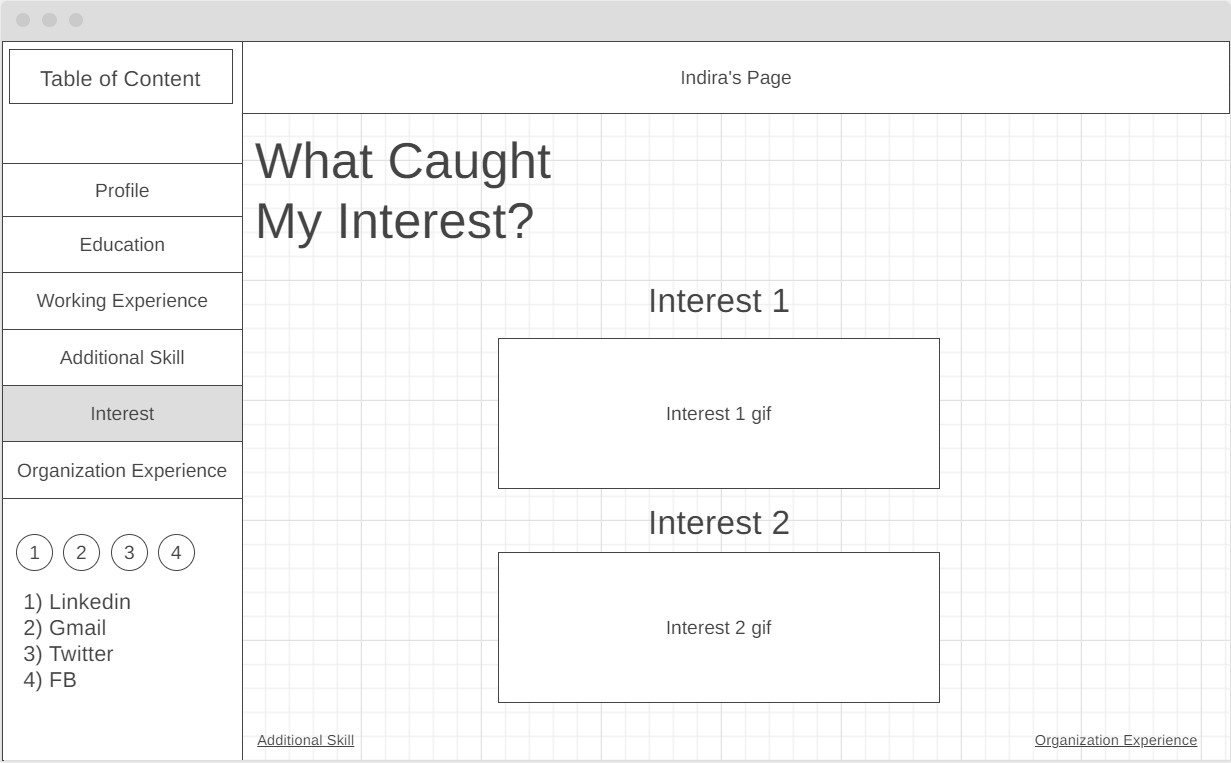 Table of Content
Indira's Page
Profile
Education
Working Experience
Additional Skill
Interest
Organization Experience
1 2 3 4
1) Linkedin
2) Gmail
3) Twitter
4) FB
What Caught
My Interest?
Interest 1
Interest 1 gif
Interest 2
Interest 2 gif
Additional Skill
Organization Experience